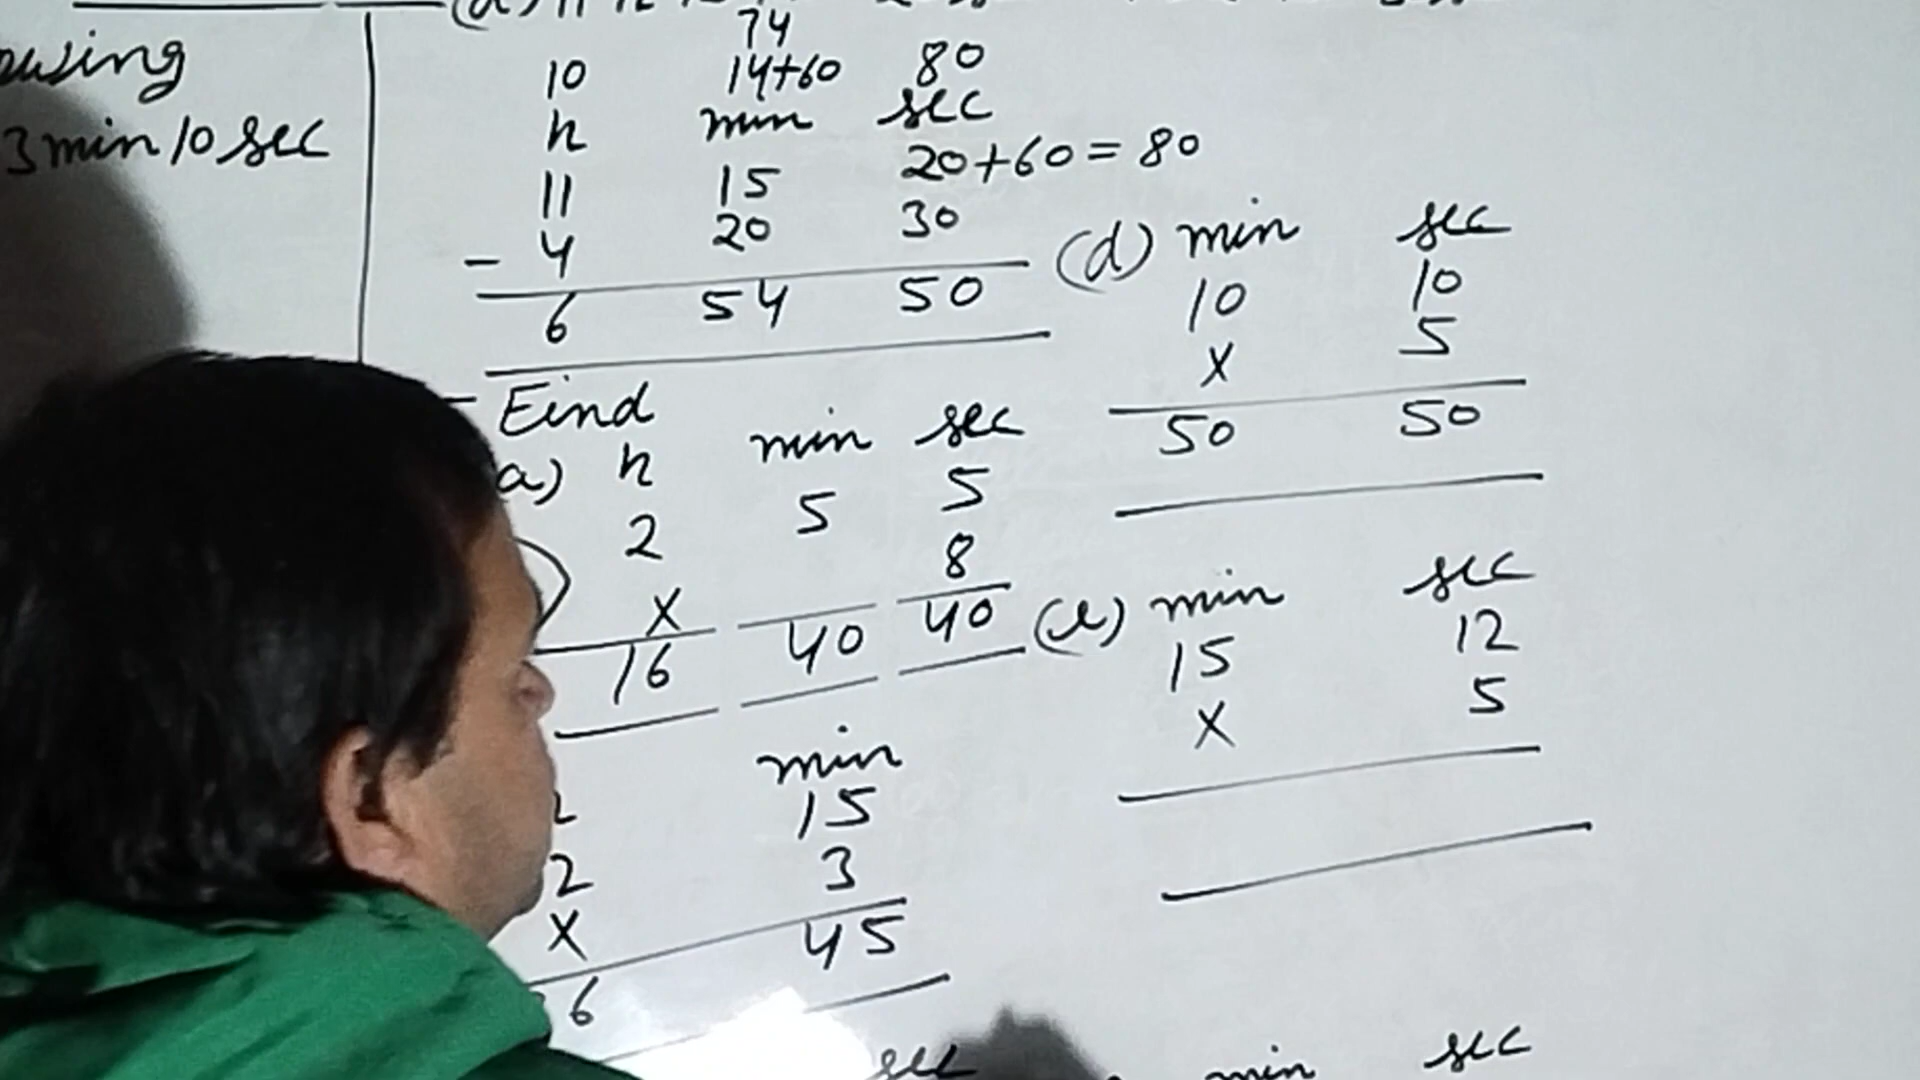 3 min 10 sec
74
10 14+60 80
h min sec
11 15 20+60=80
- 4 20 30
6 54 50
Find
a) h min sec
2 5 5
x 8
16 40 40
min
15
2 3
x
6 45
(d) min sec
10 10
x 5
50 50
(e) min sec
15 12
x 5
sec
min sec